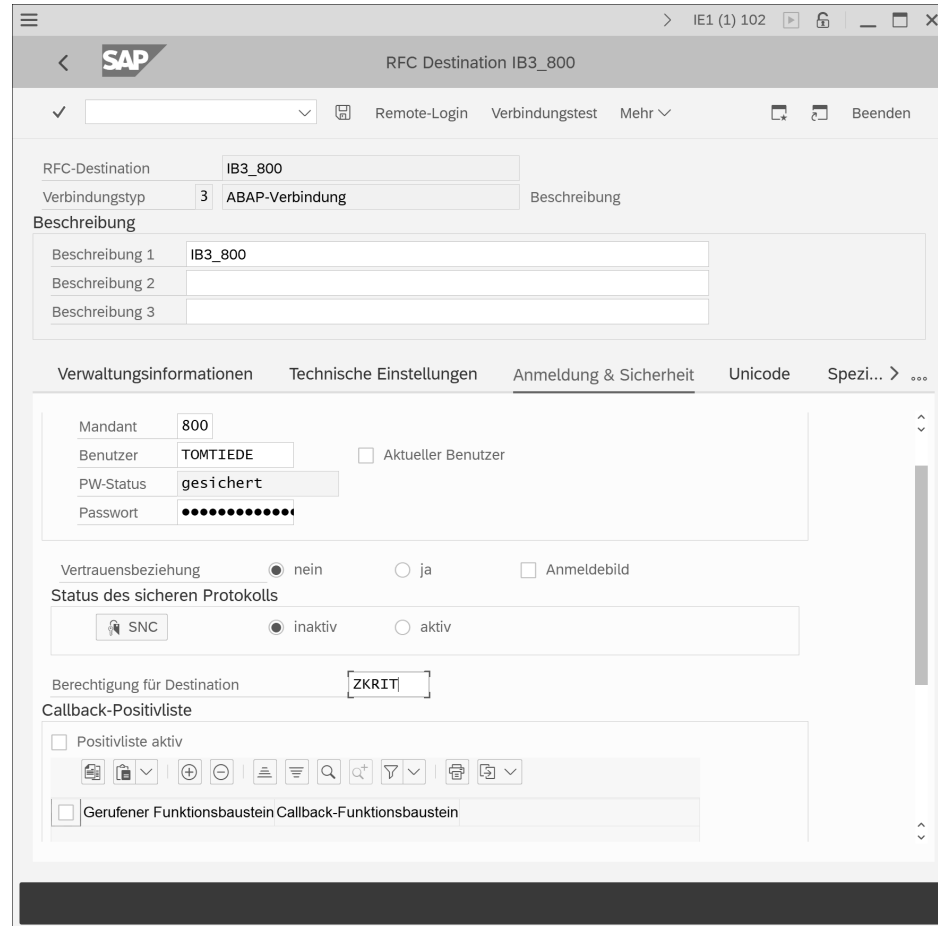 IE1 (1) 102
SAP
RFC Destination IB3_800
Remote-Login Verbindungstest Mehr Beenden
RFC-Destination IB3_800
Verbindungstyp 3 ABAP-Verbindung Beschreibung
Beschreibung
Beschreibung 1 IB3_800
Beschreibung 2
Beschreibung 3
Verwaltungsinformationen Technische Einstellungen Anmeldung & Sicherheit Unicode Spezi...
Mandant 800
Benutzer TOMTIEDE Aktueller Benutzer
PW-Status gesichert
Passwort
Vertrauensbeziehung nein ja Anmeldebild
Status des sicheren Protokolls
SNC inaktiv aktiv
Berechtigung für Destination ZKRIT
Callback-Positivliste
Positivliste aktiv
Gerufener Funktionsbaustein Callback-Funktionsbaustein